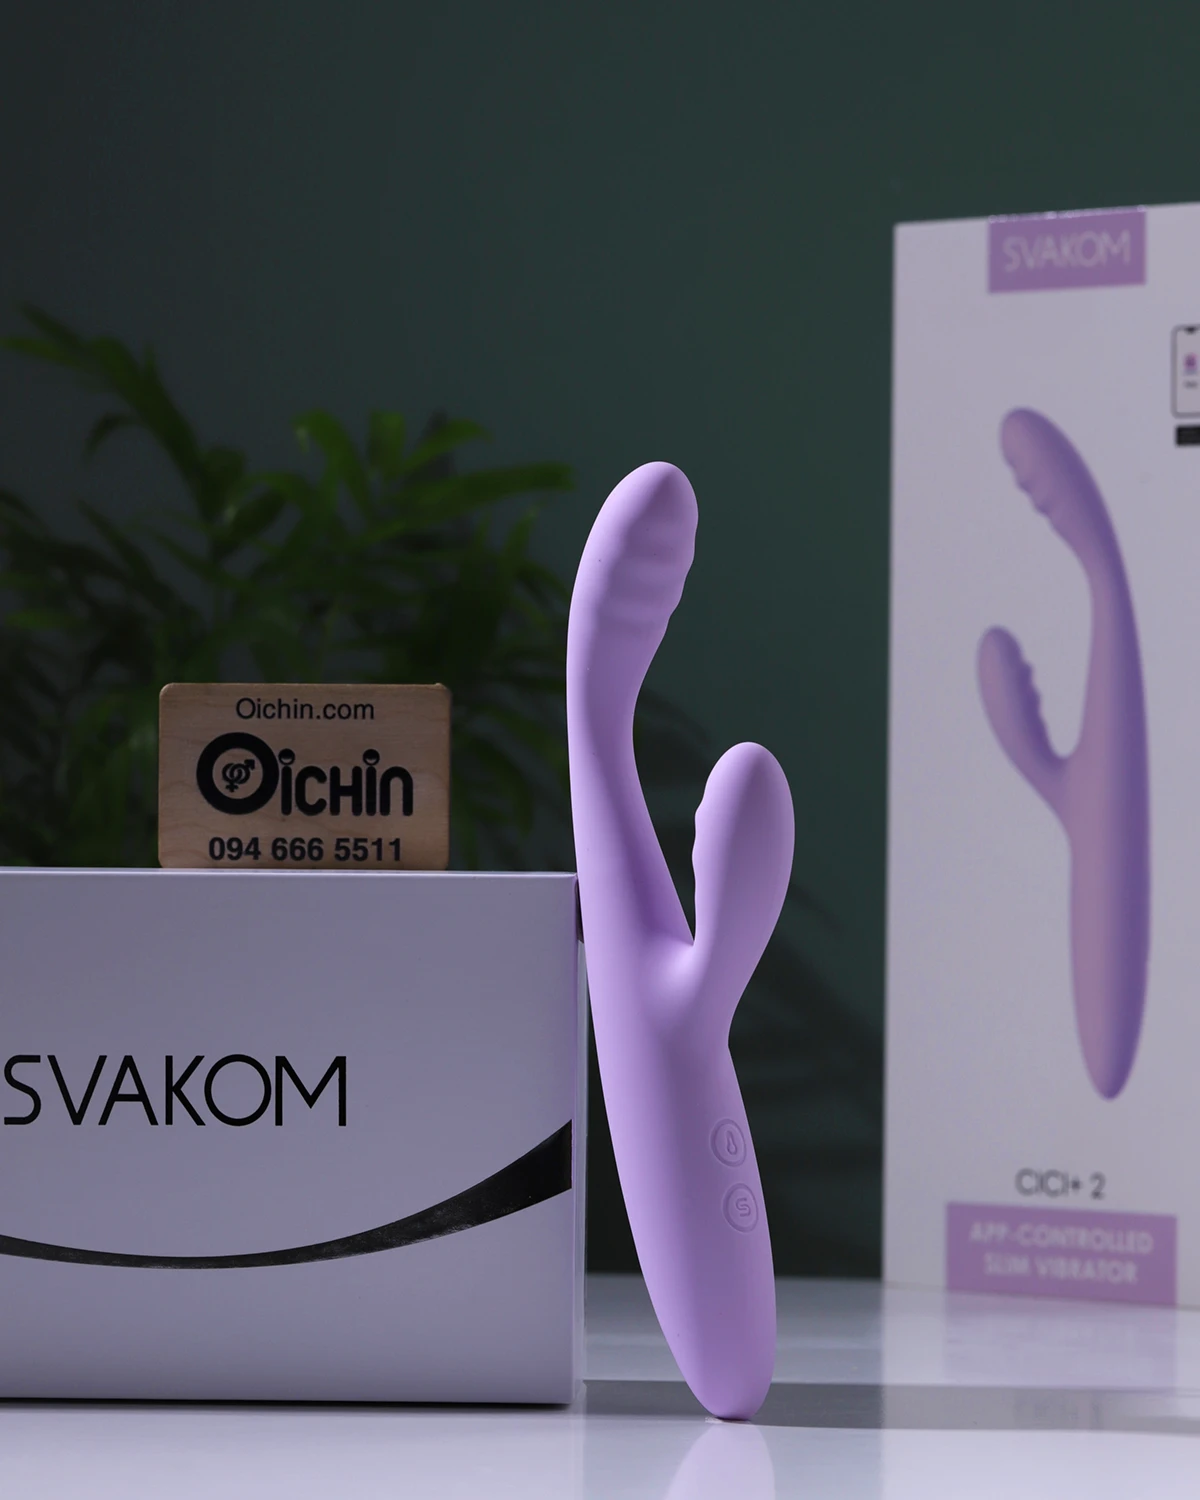 SVAKOM
Oichin.com
Oichin
094 666 5511
SVAKOM
CICI+ 2
APP-CONTROLLED
SLIM VIBRATOR